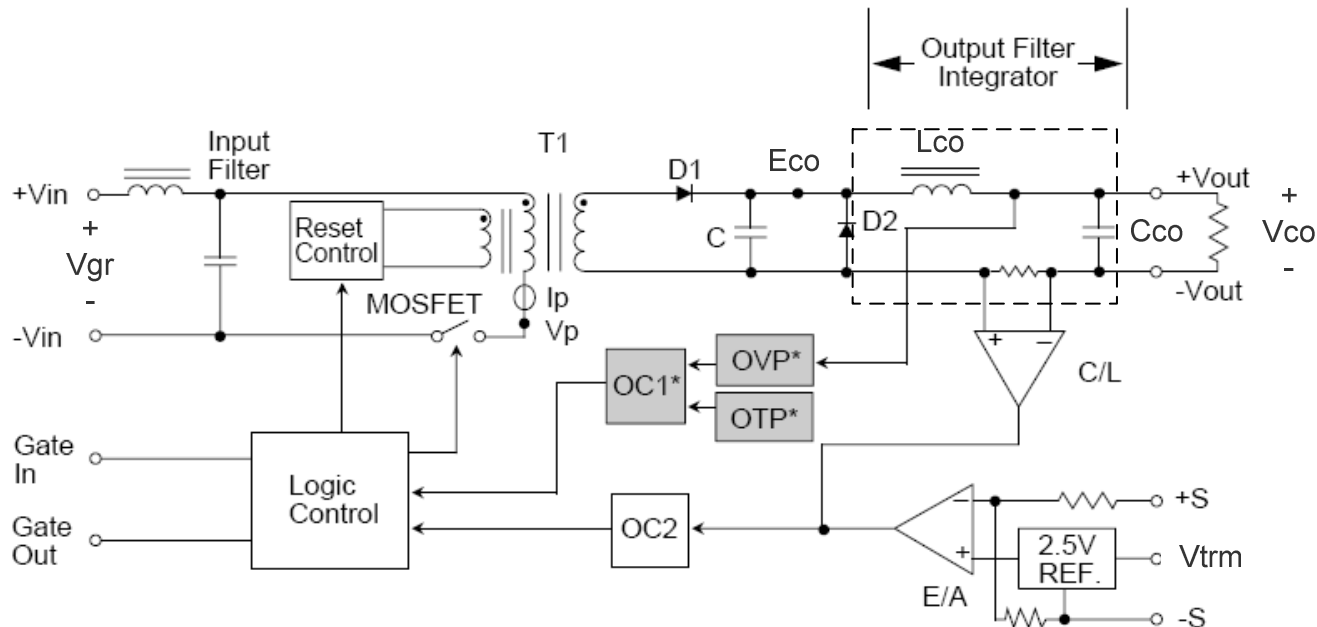 Output Filter
Integrator
Input
Filter
T1
D1
Eco
Lco
+Vin
+
Vgr
-
-Vin
Reset
Control
C
D2
Cco
+Vout
-Vout
+
Vco
-
MOSFET
Ip
Vp
OC1*
OVP*
OTP*
+
–
C/L
Gate
In
Gate
Out
Logic
Control
OC2
–
+
E/A
2.5V
REF.
+S
Vtrm
-S